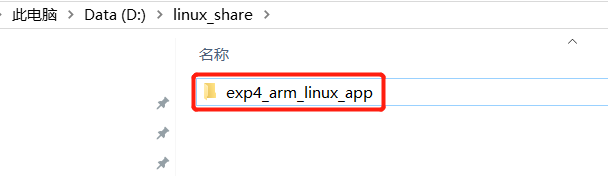 此电脑 > Data (D:) > linux_share >
名称
exp4_arm_linux_app